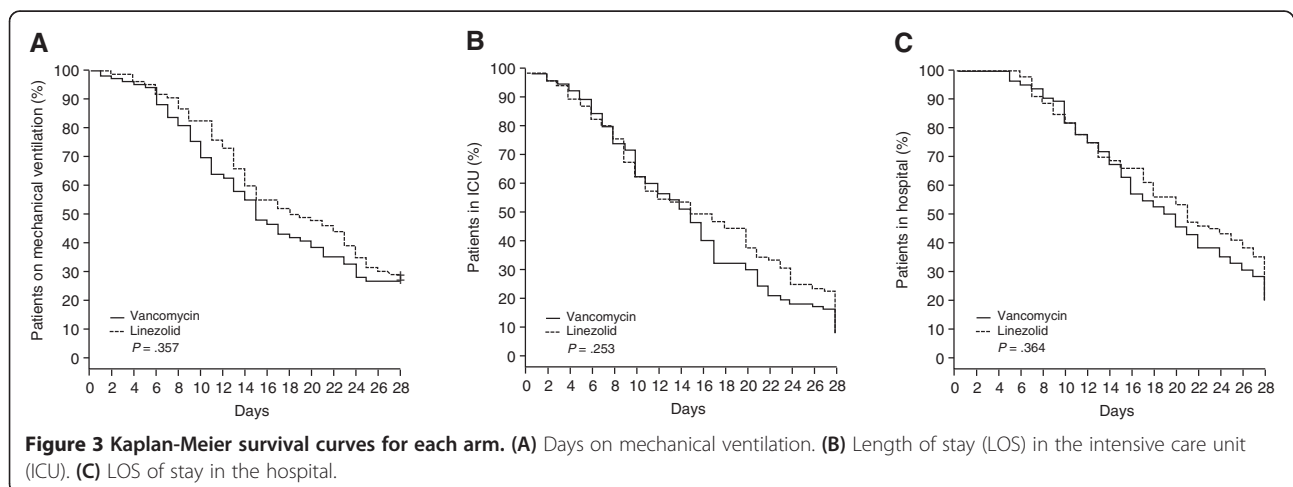 A
Patients on mechanical ventilation (%)
100
90
80
70
60
50
40
30
20
10
0
Vancomycin
Linezolid
P = .357
0 2 4 6 8 10 12 14 16 18 20 22 24 26 28
Days
B
Patients in ICU (%)
100
90
80
70
60
50
40
30
20
10
0
Vancomycin
Linezolid
P = .253
0 2 4 6 8 10 12 14 16 18 20 22 24 26 28
Days
C
Patients in hospital (%)
100
90
80
70
60
50
40
30
20
10
0
Vancomycin
Linezolid
P = .364
0 2 4 6 8 10 12 14 16 18 20 22 24 26 28
Days
Figure 3 Kaplan-Meier survival curves for each arm. (A) Days on mechanical ventilation. (B) Length of stay (LOS) in the intensive care unit
(ICU). (C) LOS of stay in the hospital.